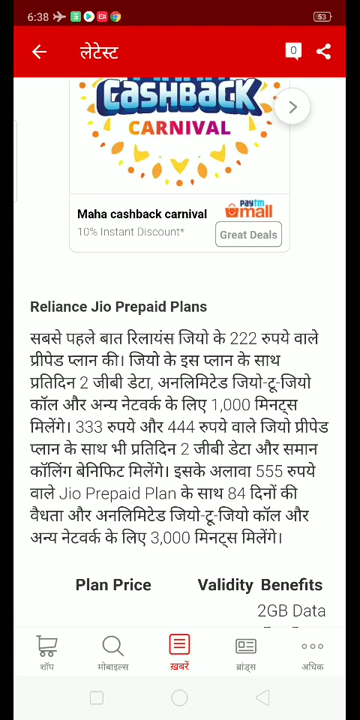 6:38
53
लेटेस्ट
0
CASHBACK
CARNIVAL
Maha cashback carnival
10% Instant Discount*
paytm
mall
Great Deals
Reliance Jio Prepaid Plans
सबसे पहले बात रिलायंस जियो के 222 रुपये वाले
प्रीपेड प्लान की। जियो के इस प्लान के साथ
प्रतिदिन 2 जीबी डेटा, अनलिमिटेड जियो-टू-जियो
कॉल और अन्य नेटवर्क के लिए 1,000 मिनट्स
मिलेंगे। 333 रुपये और 444 रुपये वाले जियो प्रीपेड
प्लान के साथ भी प्रतिदिन 2 जीबी डेटा और समान
कॉलिंग बेनिफिट मिलेंगे। इसके अलावा 555 रुपये
वाले Jio Prepaid Plan के साथ 84 दिनों की
वैधता और अनलिमिटेड जियो-टू-जियो कॉल और
अन्य नेटवर्क के लिए 3,000 मिनट्स मिलेंगे।
Plan Price Validity Benefits
2GB Data
शॉप मोबाइल्स ख़बरें ब्रांड्स अधिक